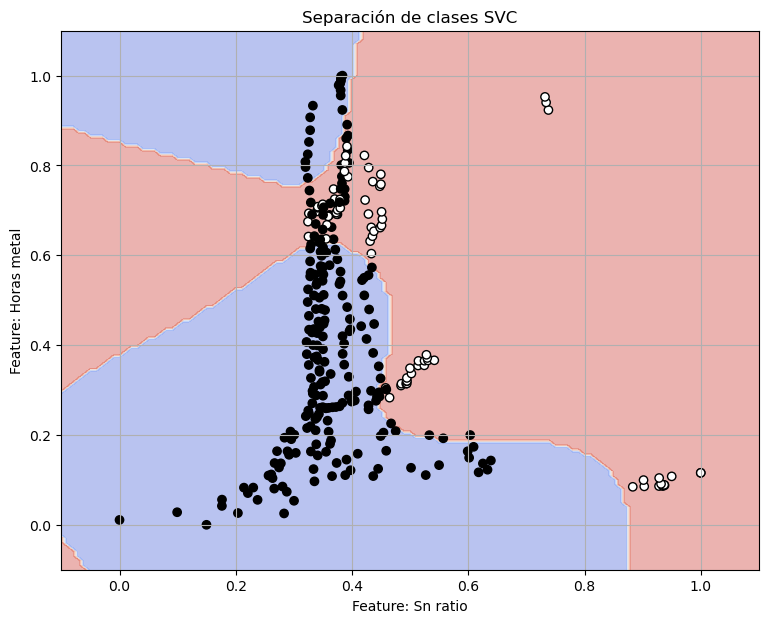 Separación de clases SVC
Feature: Horas metal
1.0
0.8
0.6
0.4
0.2
0.0
0.0 0.2 0.4 0.6 0.8 1.0
Feature: Sn ratio